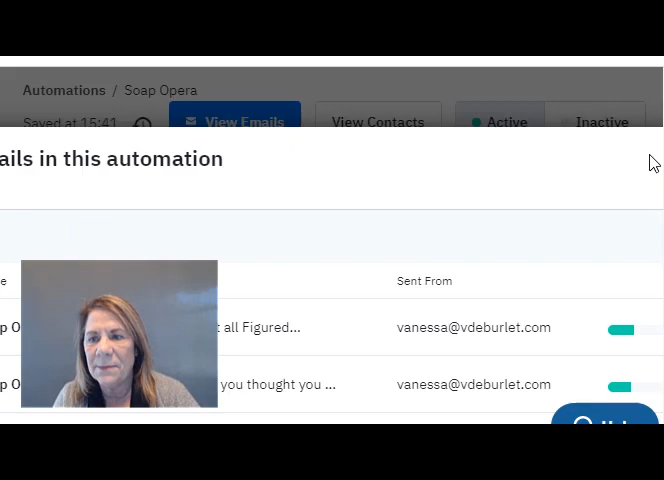 Automations / Soap Opera
Saved at 15:41 View Emails View Contacts Active Inactive
ails in this automation
e Sent From
p O t all Figured... vanessa@vdeburlet.com
p O you thought you ... vanessa@vdeburlet.com